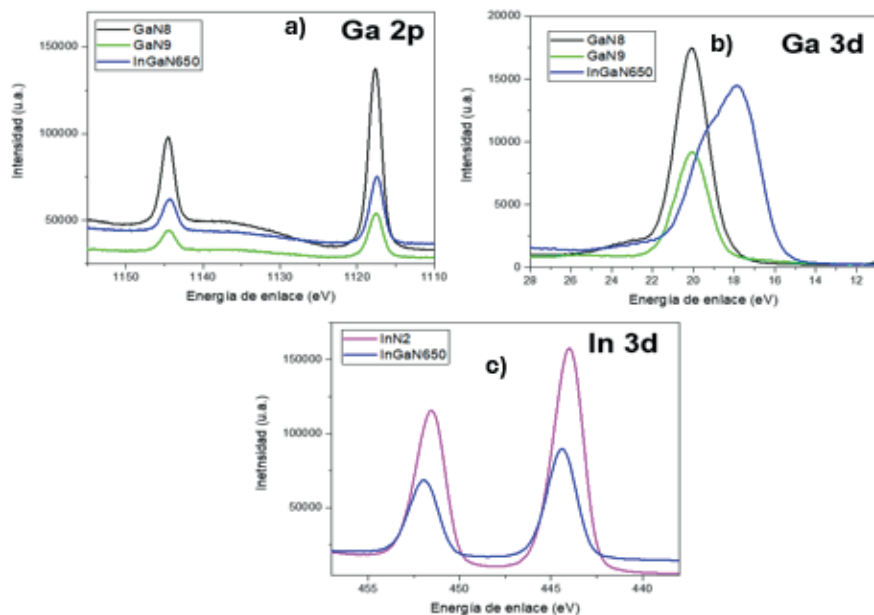 a)
Ga 2p
GaN8
GaN9
InGaN650
Intensidad (u.a.)
150000
100000
50000
1150
1140
1130
1120
1110
Energía de enlace (eV)
b)
Ga 3d
GaN8
GaN9
InGaN650
Intensidad (u.a.)
20000
15000
10000
5000
0
28
26
24
22
20
18
16
14
12
Energía de enlace (eV)
c)
In 3d
InN2
InGaN650
Inetnsidad (u.a.)
150000
100000
50000
455
450
445
440
Energía de enlace (eV)